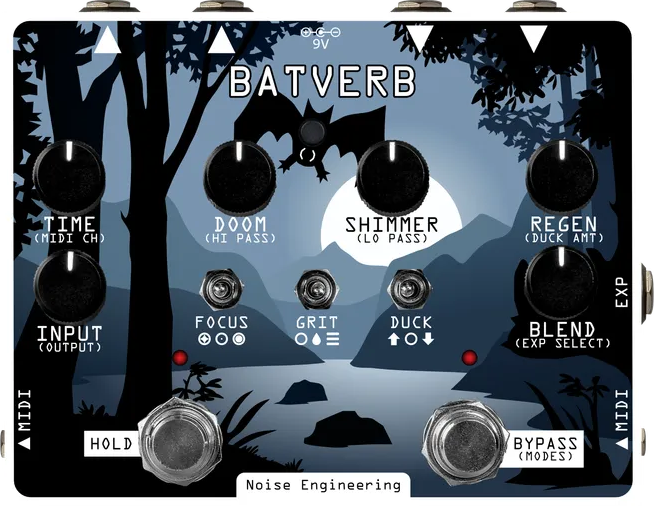 9V
BATVERB
TIME
(MIDI CH)
DOOM
(HI PASS)
SHIMMER
(LO PASS)
REGEN
(DUCK AMT)
INPUT
(OUTPUT)
FOCUS
GRIT
DUCK
BLEND
(EXP SELECT)
EXP
MIDI
MIDI
HOLD
BYPASS
(MODES)
Noise Engineering